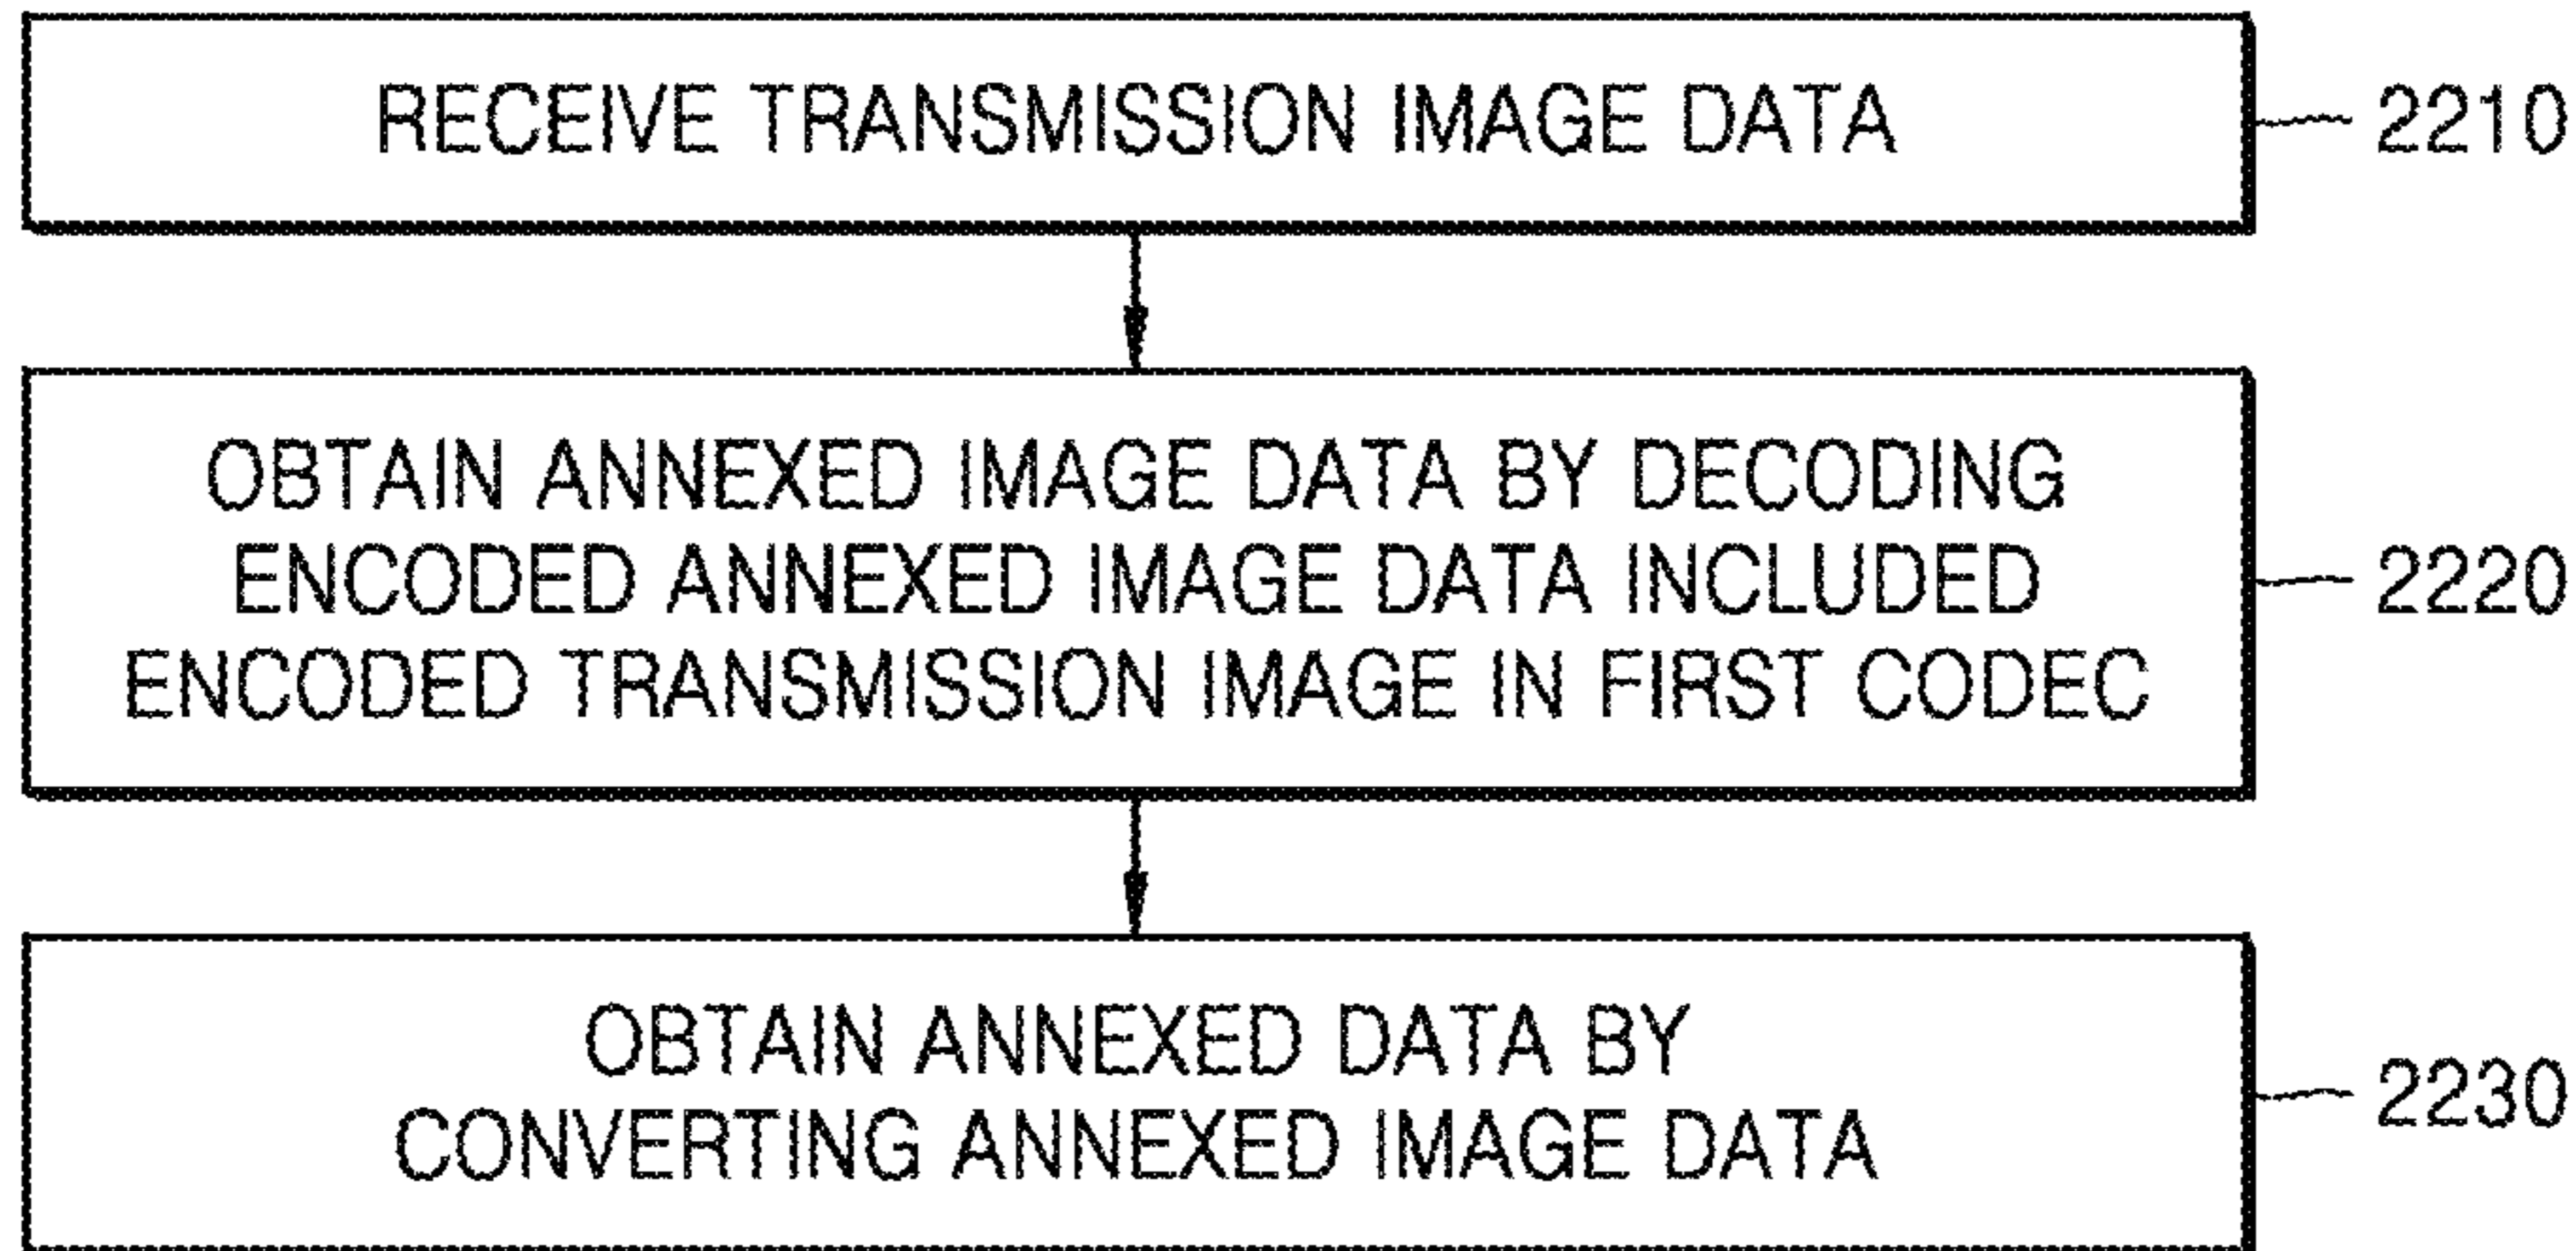 RECEIVE TRANSMISSION IMAGE DATA
2210
OBTAIN ANNEXED IMAGE DATA BY DECODING
ENCODED ANNEXED IMAGE DATA INCLUDED
ENCODED TRANSMISSION IMAGE IN FIRST CODEC
2220
OBTAIN ANNEXED DATA BY
CONVERTING ANNEXED IMAGE DATA
2230